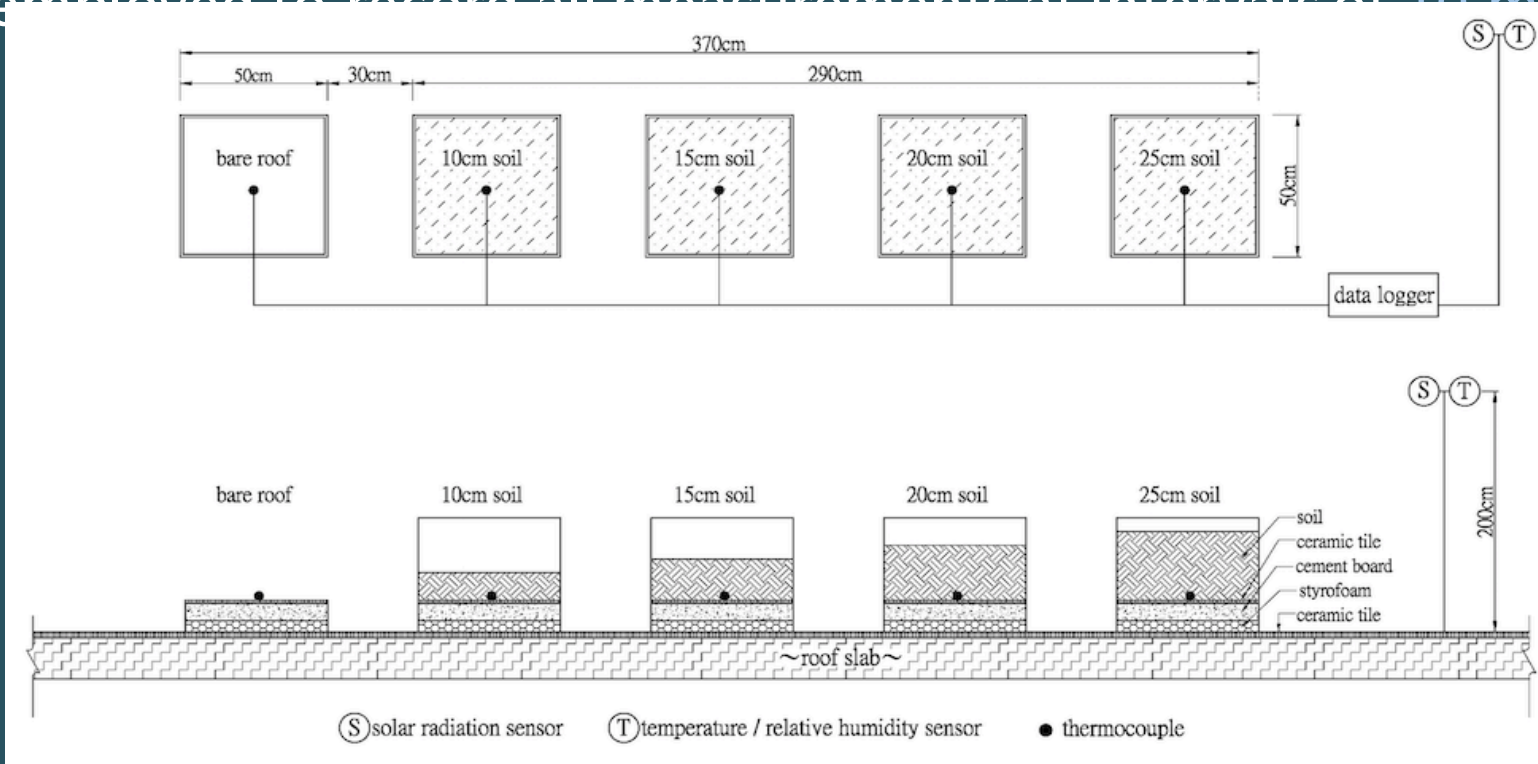 370cm
50cm
30cm
290cm
S
T
bare roof
10cm soil
15cm soil
20cm soil
25cm soil
50cm
data logger
S
T
bare roof
10cm soil
15cm soil
20cm soil
25cm soil
soil
ceramic tile
cement board
styrofoam
ceramic tile
200cm
~roof slab~
S solar radiation sensor
T temperature / relative humidity sensor
thermocouple